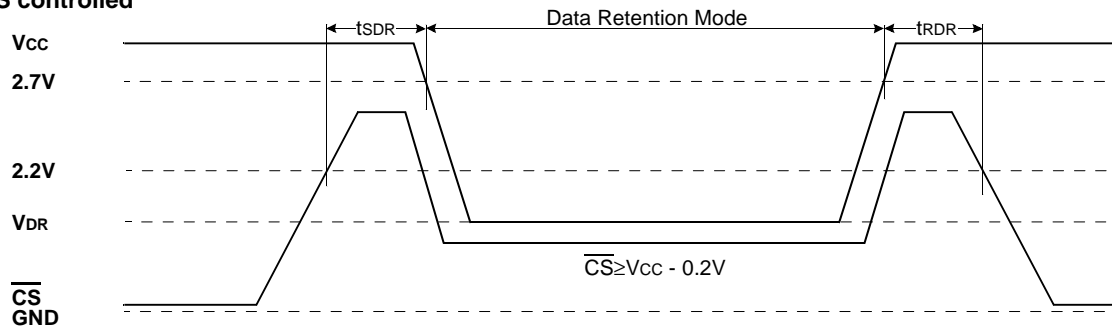 controlled
tSDR
Data Retention Mode
tRDR
VCC
2.7V
2.2V
VDR
CS≥VCC - 0.2V
CS
GND